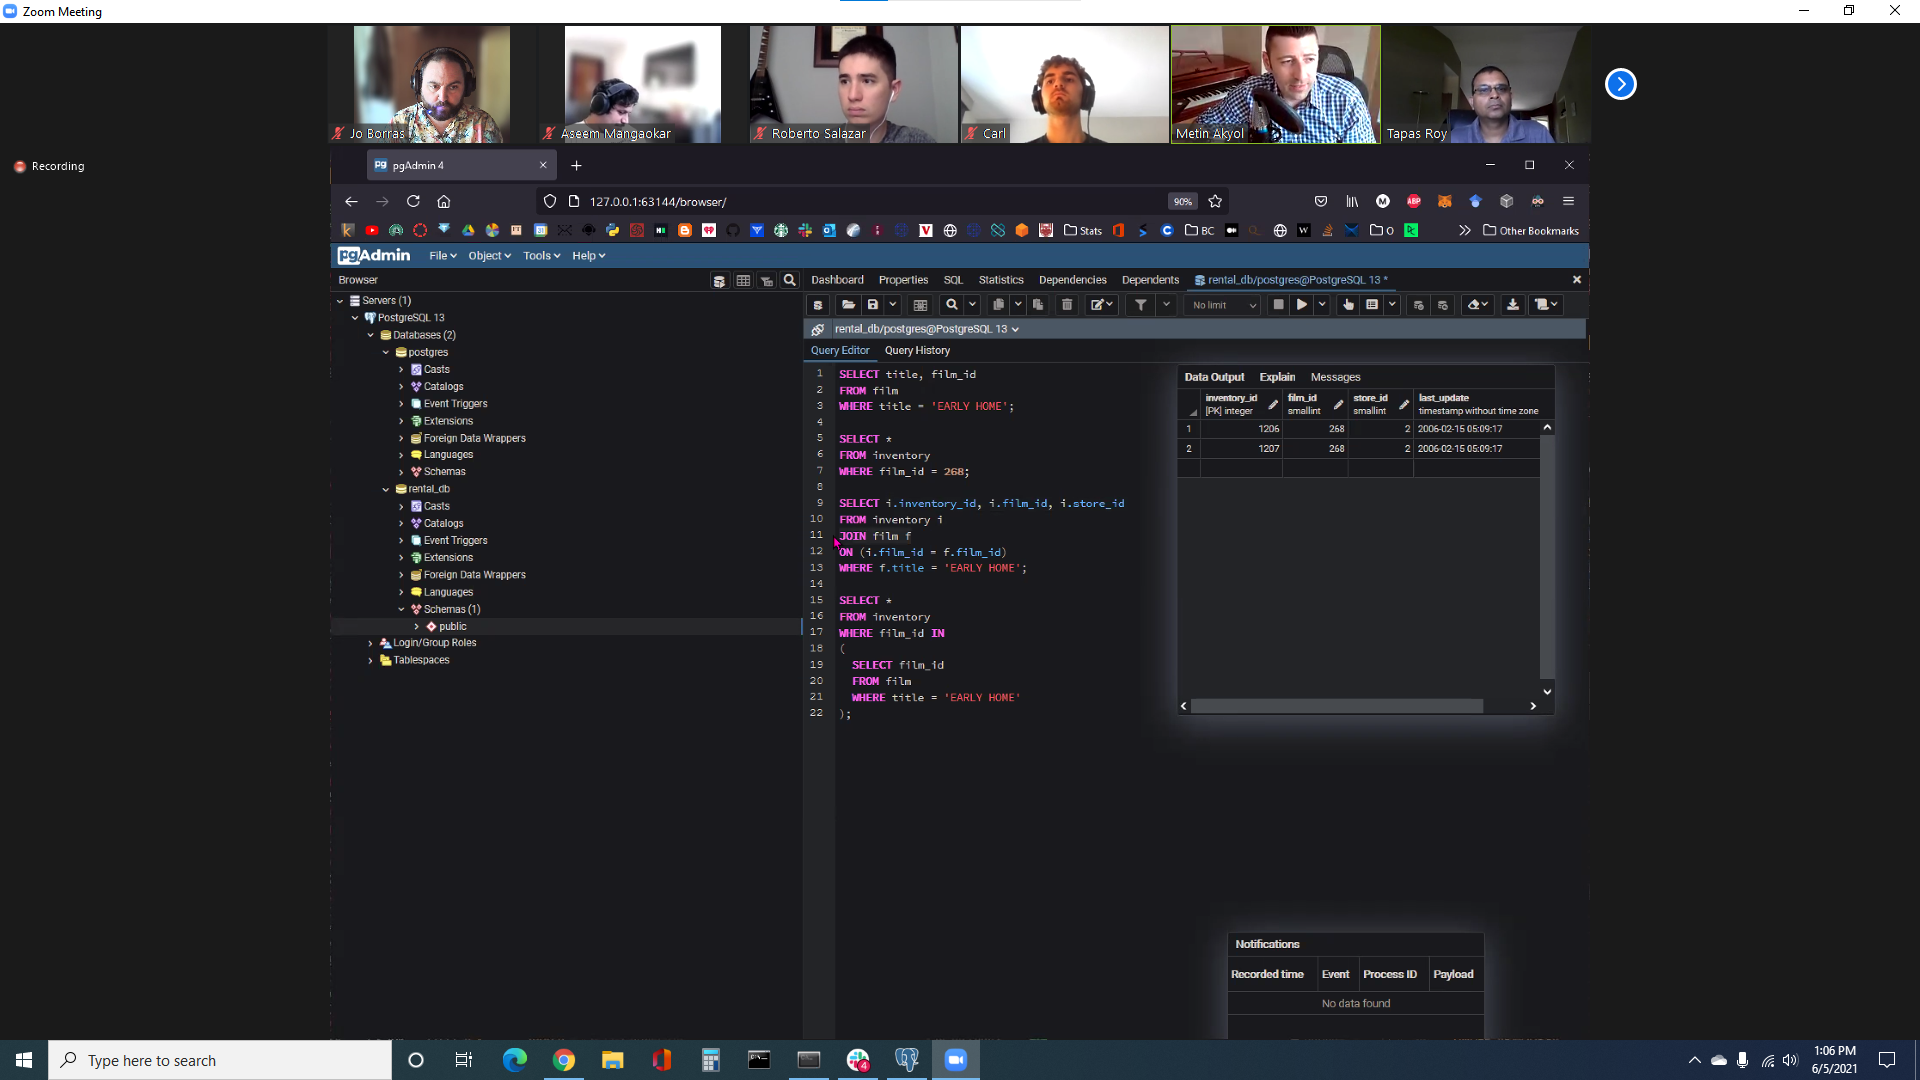 Zoom Meeting
Jo Borras
Aseem Mangaokar
Roberto Salazar
Carl
Metin Akyol
Tapas Roy
Recording
pgAdmin 4
127.0.0.1:63144/browser/
90%
Stats
BC
O
Other Bookmarks
pgAdmin
File
Object
Tools
Help
Browser
Dashboard
Properties
SQL
Statistics
Dependencies
Dependents
rental_db/postgres@PostgreSQL 13 *
Servers (1)
PostgreSQL 13
Databases (2)
postgres
Casts
Catalogs
Event Triggers
Extensions
Foreign Data Wrappers
Languages
Schemas
rental_db
Casts
Catalogs
Event Triggers
Extensions
Foreign Data Wrappers
Languages
Schemas (1)
public
Login/Group Roles
Tablespaces
No limit
rental_db/postgres@PostgreSQL 13
Query Editor Query History
1 SELECT title, film_id
2 FROM film
3 WHERE title = 'EARLY HOME';
4
5 SELECT *
6 FROM inventory
7 WHERE film_id = 268;
8
9 SELECT i.inventory_id, i.film_id, i.store_id
10 FROM inventory i
11 JOIN film f
12 ON (i.film_id = f.film_id)
13 WHERE f.title = 'EARLY HOME';
14
15 SELECT *
16 FROM inventory
17 WHERE film_id IN
18 (
19 SELECT film_id
20 FROM film
21 WHERE title = 'EARLY HOME'
22 );
Data Output Explain Messages
inventory_id film_id store_id last_update
[PK] integer smallint smallint timestamp without time zone
1 1206 268 2 2006-02-15 05:09:17
2 1207 268 2 2006-02-15 05:09:17
Notifications
Recorded time Event Process ID Payload
No data found
Type here to search
4
1:06 PM
6/5/2021